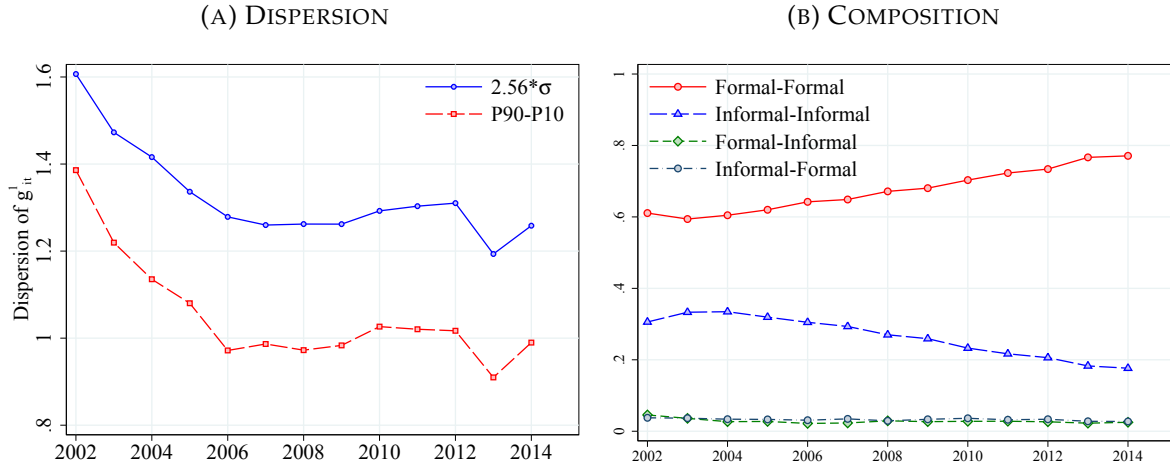 (A) DISPERSION
Dispersion of g¹ᵢₜ
1.6
1.4
1.2
1
.8
2002 2004 2006 2008 2010 2012 2014
2.56*σ
P90-P10
(B) COMPOSITION
1
.8
.6
.4
.2
0
2002 2004 2006 2008 2010 2012 2014
Formal-Formal
Informal-Informal
Formal-Informal
Informal-Formal